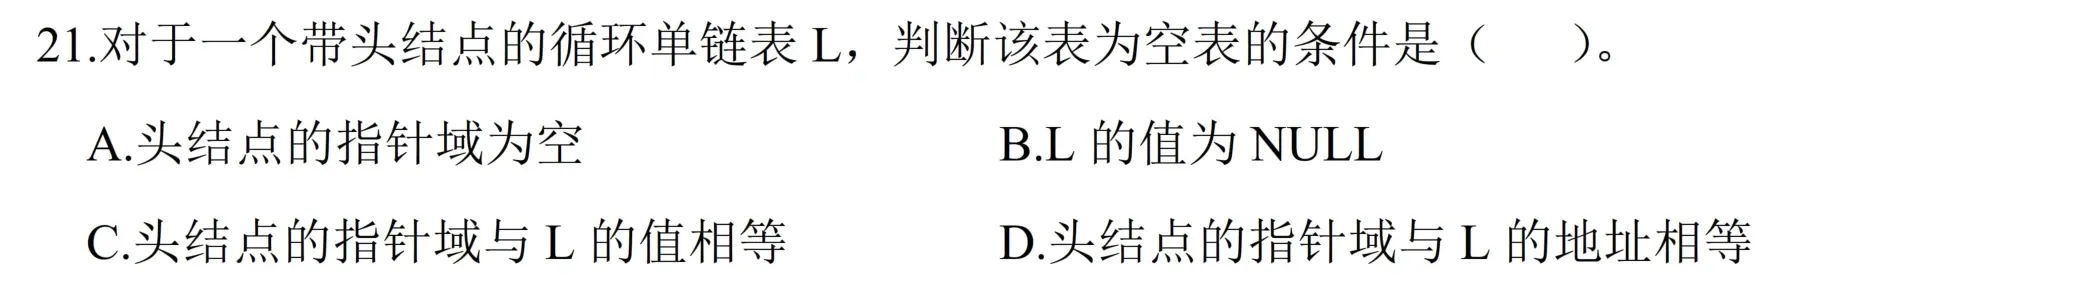 21.对于一个带头结点的循环单链表 L，判断该表为空表的条件是（　　）。
A.头结点的指针域为空 B.L 的值为 NULL
C.头结点的指针域与 L 的值相等 D.头结点的指针域与 L 的地址相等